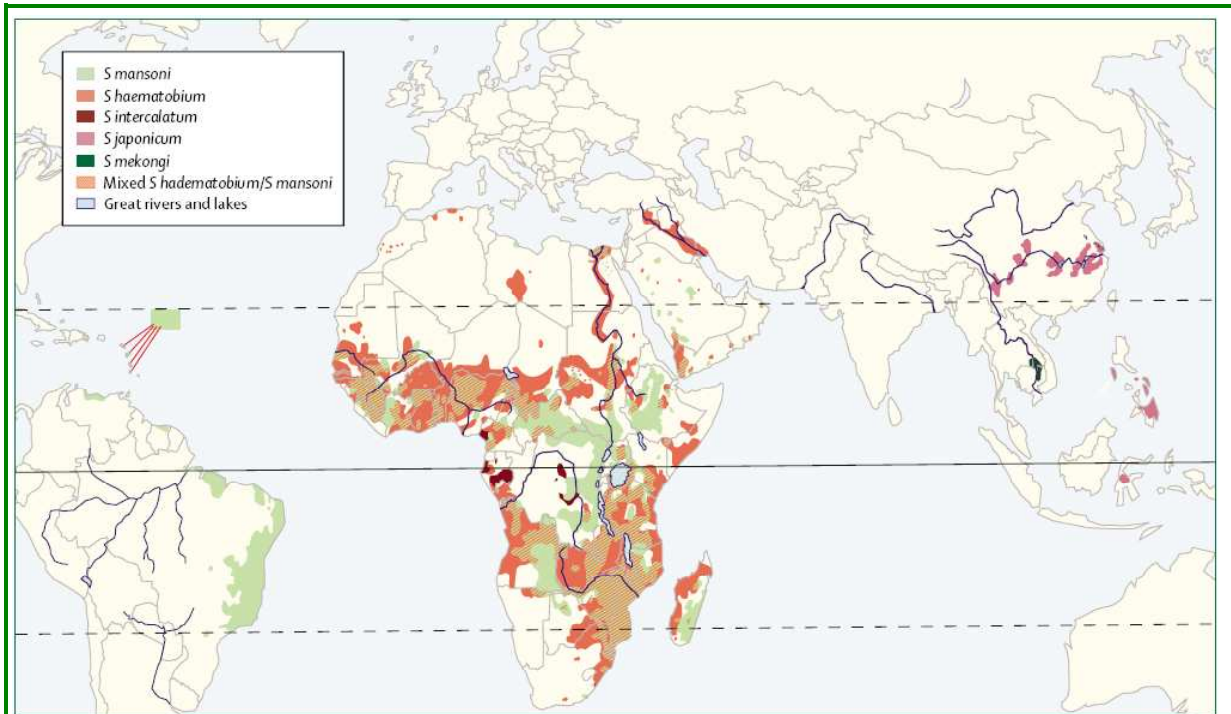 S mansoni
S haematobium
S intercalatum
S japonicum
S mekongi
Mixed S hadematobium/S mansoni
Great rivers and lakes